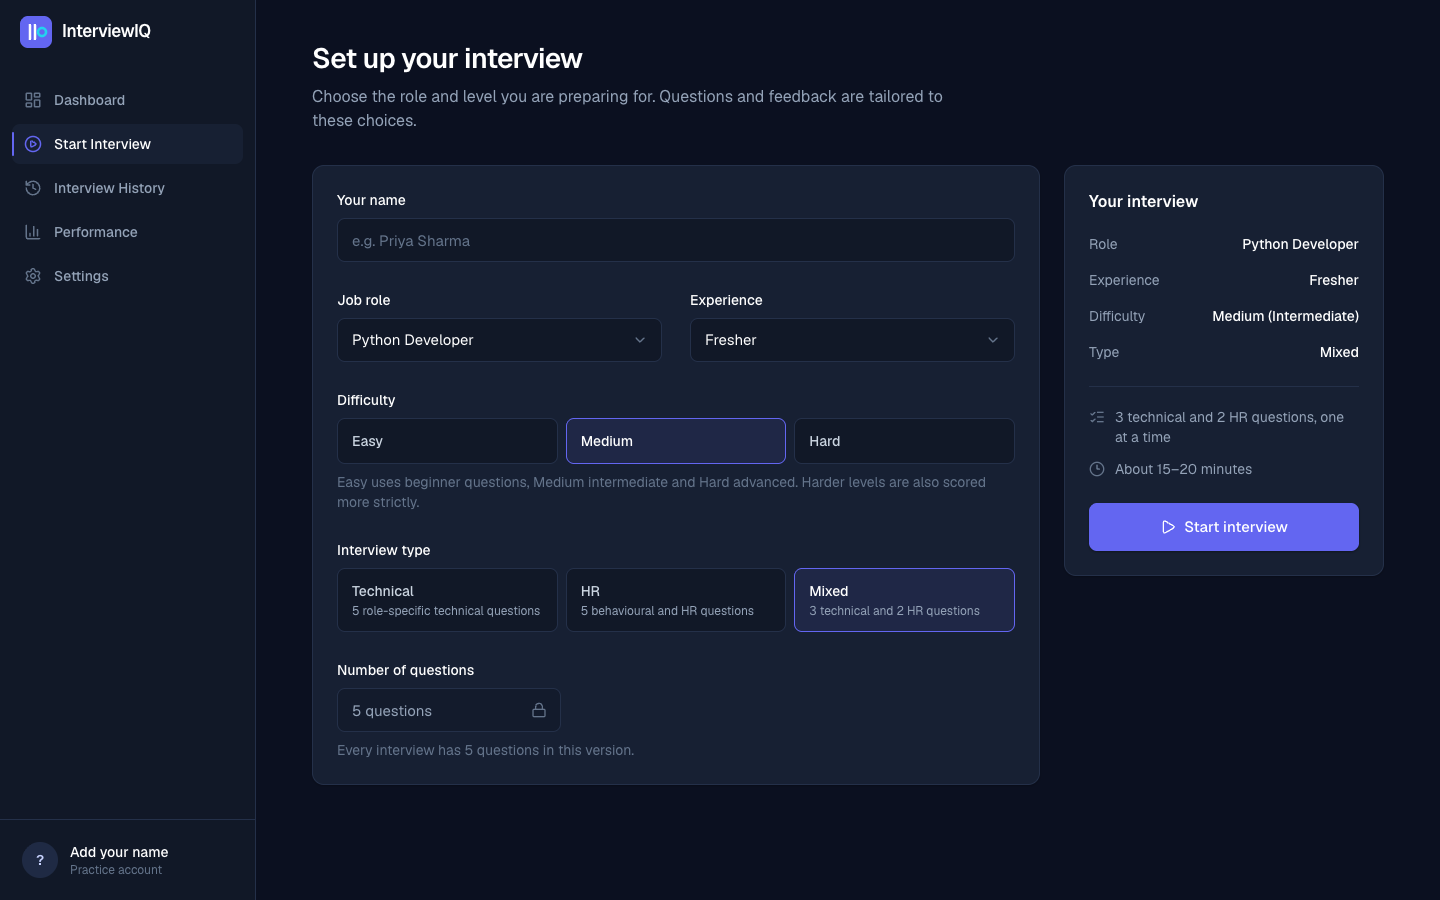 InterviewIQ
Dashboard
Start Interview
Interview History
Performance
Settings
?
Add your name
Practice account
Set up your interview
Choose the role and level you are preparing for. Questions and feedback are tailored to
these choices.
Your name
e.g. Priya Sharma
Job role
Experience
Python Developer
Fresher
Difficulty
Easy
Medium
Hard
Easy uses beginner questions, Medium intermediate and Hard advanced. Harder levels are also scored
more strictly.
Interview type
Technical
5 role-specific technical questions
HR
5 behavioural and HR questions
Mixed
3 technical and 2 HR questions
Number of questions
5 questions
Every interview has 5 questions in this version.
Your interview
Role Python Developer
Experience Fresher
Difficulty Medium (Intermediate)
Type Mixed
3 technical and 2 HR questions, one
at a time
About 15–20 minutes
Start interview